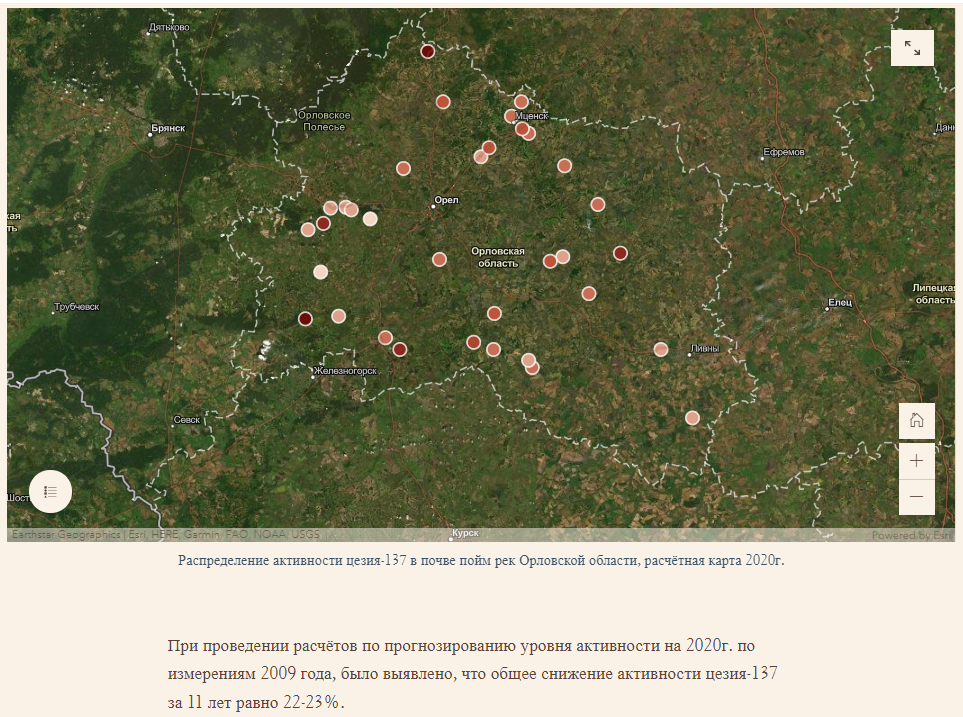 Дятьково
Орловское
Полесье
Мценск
Брянск
Ефремов
Орел
Орловская
область
Трубчевск
Липецкая
область
Елец
Ливны
Железногорск
Севск
Шост
Курск
Earthstar Geographics | Esri, HERE, Garmin, FAO, NOAA, USGS
Powered by Esri
Распределение активности цезия-137 в почве пойм рек Орловской области, расчётная карта 2020г.
При проведении расчётов по прогнозированию уровня активности на 2020г. по
измерениям 2009 года, было выявлено, что общее снижение активности цезия-137
за 11 лет равно 22-23%.